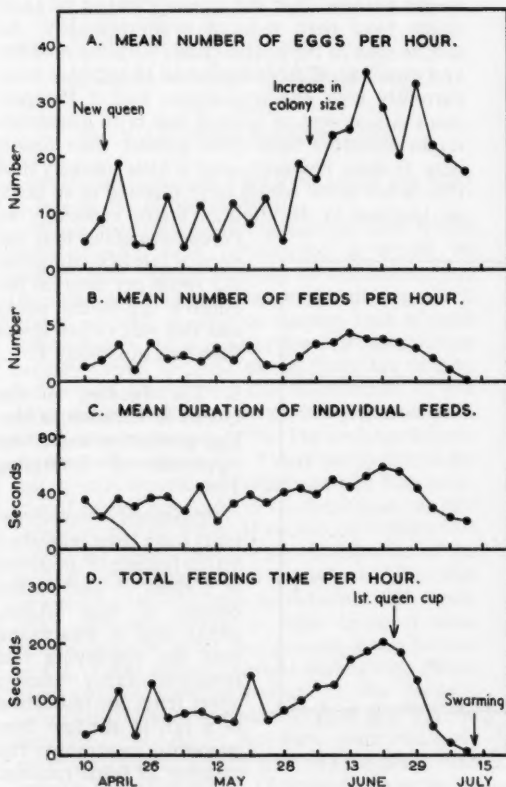 A. MEAN NUMBER OF EGGS PER HOUR.
40
30
20
10
0
Number
New queen
Increase in
colony size
B. MEAN NUMBER OF FEEDS PER HOUR.
5
0
Number
C. MEAN DURATION OF INDIVIDUAL FEEDS.
80
40
0
Seconds
D. TOTAL FEEDING TIME PER HOUR.
300
200
100
0
Seconds
1st. queen cup
Swarming
10 26 12 28 13 29 15
APRIL MAY JUNE JULY